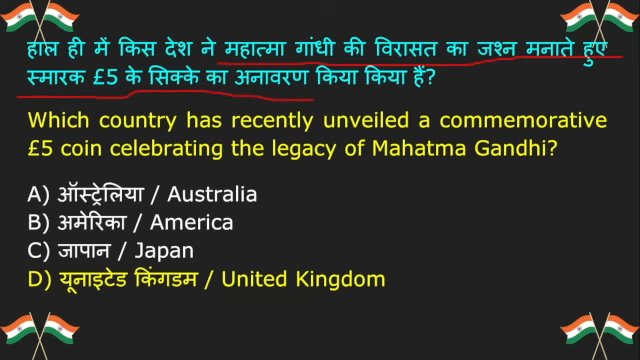 हाल ही में किस देश ने महात्मा गांधी की विरासत का जश्न मनाते हुए
स्मारक £5 के सिक्के का अनावरण किया किया हैं?
Which country has recently unveiled a commemorative
£5 coin celebrating the legacy of Mahatma Gandhi?
A) ऑस्ट्रेलिया / Australia
B) अमेरिका / America
C) जापान / Japan
D) यूनाइटेड किंगडम / United Kingdom